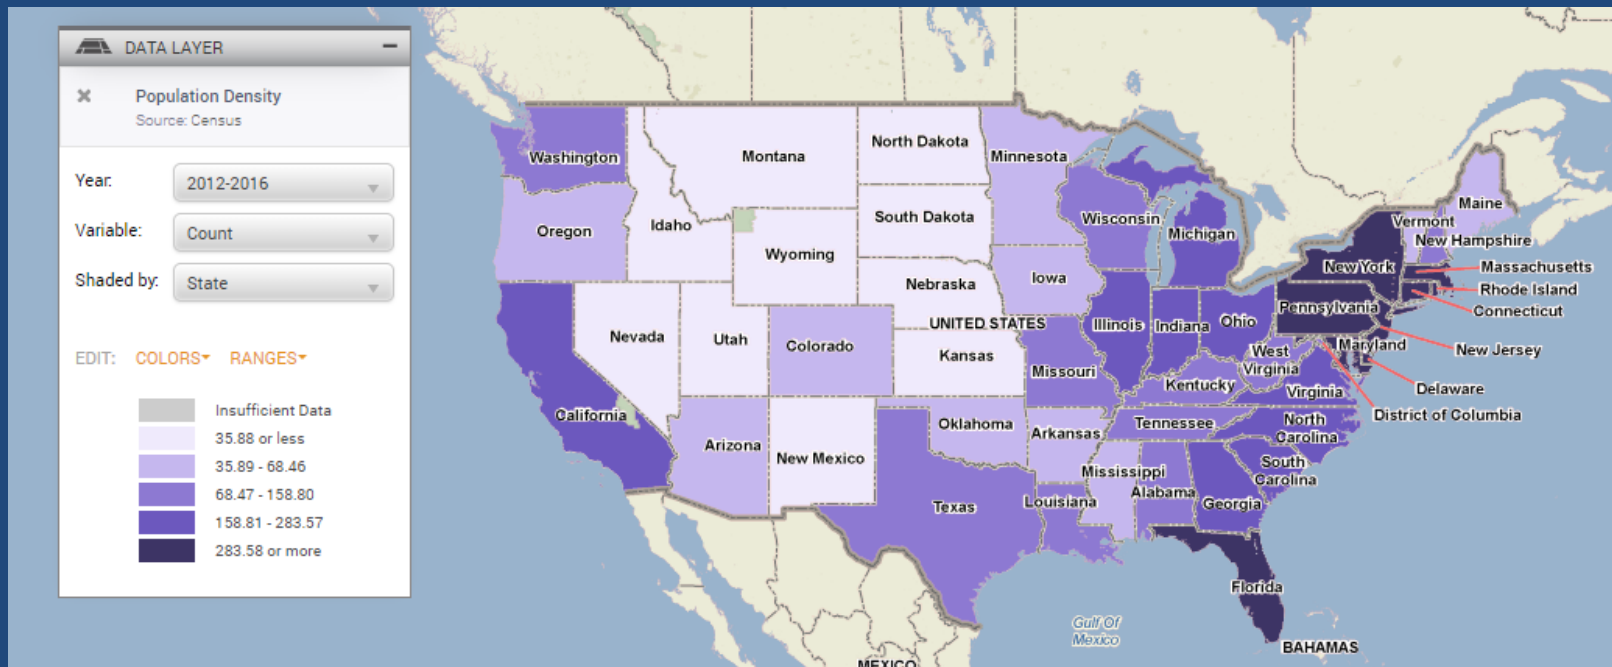 DATA LAYER
Population Density
Source: Census
Year:
2012-2016
Variable:
Count
Shaded by:
State
EDIT: COLORS RANGES
Insufficient Data
35.88 or less
35.89 - 68.46
68.47 - 158.80
158.81 - 283.57
283.58 or more
Washington
Montana
North Dakota
Minnesota
Oregon
Idaho
South Dakota
Wyoming
Wisconsin
Michigan
Maine
Vermont
New Hampshire
New York
Massachusetts
Rhode Island
Connecticut
Iowa
Nebraska
UNITED STATES
Nevada
Utah
Colorado
Kansas
Illinois
Indiana
Ohio
Pennsylvania
Maryland
New Jersey
West
Virginia
Missouri
Kentucky
Virginia
Delaware
District of Columbia
California
Arizona
New Mexico
Oklahoma
Arkansas
Tennessee
North
Carolina
South
Carolina
Mississippi
Alabama
Georgia
Texas
Louisiana
Florida
Gulf Of
Mexico
BAHAMAS
MEXICO